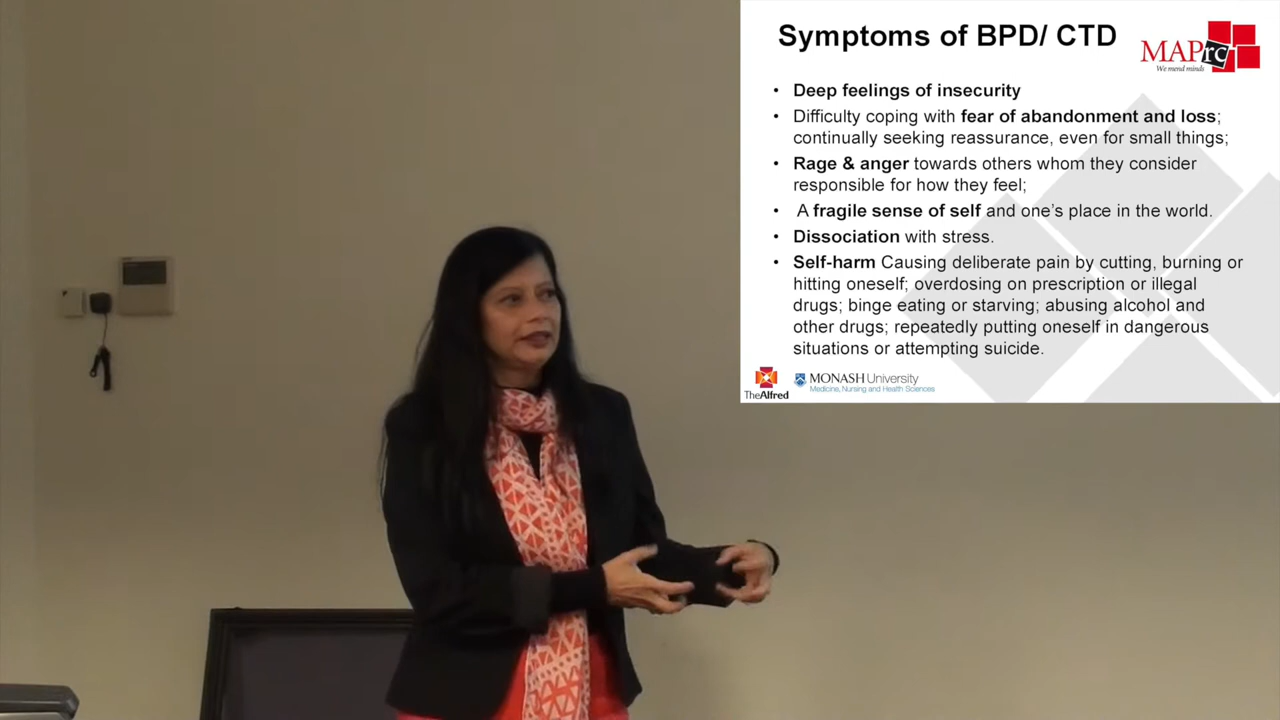 Symptoms of BPD/ CTD
MAPrc
We mend minds
• Deep feelings of insecurity
• Difficulty coping with fear of abandonment and loss;
continually seeking reassurance, even for small things;
• Rage & anger towards others whom they consider
responsible for how they feel;
• A fragile sense of self and one’s place in the world.
• Dissociation with stress.
• Self-harm Causing deliberate pain by cutting, burning or
hitting oneself; overdosing on prescription or illegal
drugs; binge eating or starving; abusing alcohol and
other drugs; repeatedly putting oneself in dangerous
situations or attempting suicide.
TheAlfred
MONASH University
Medicine, Nursing and Health Sciences